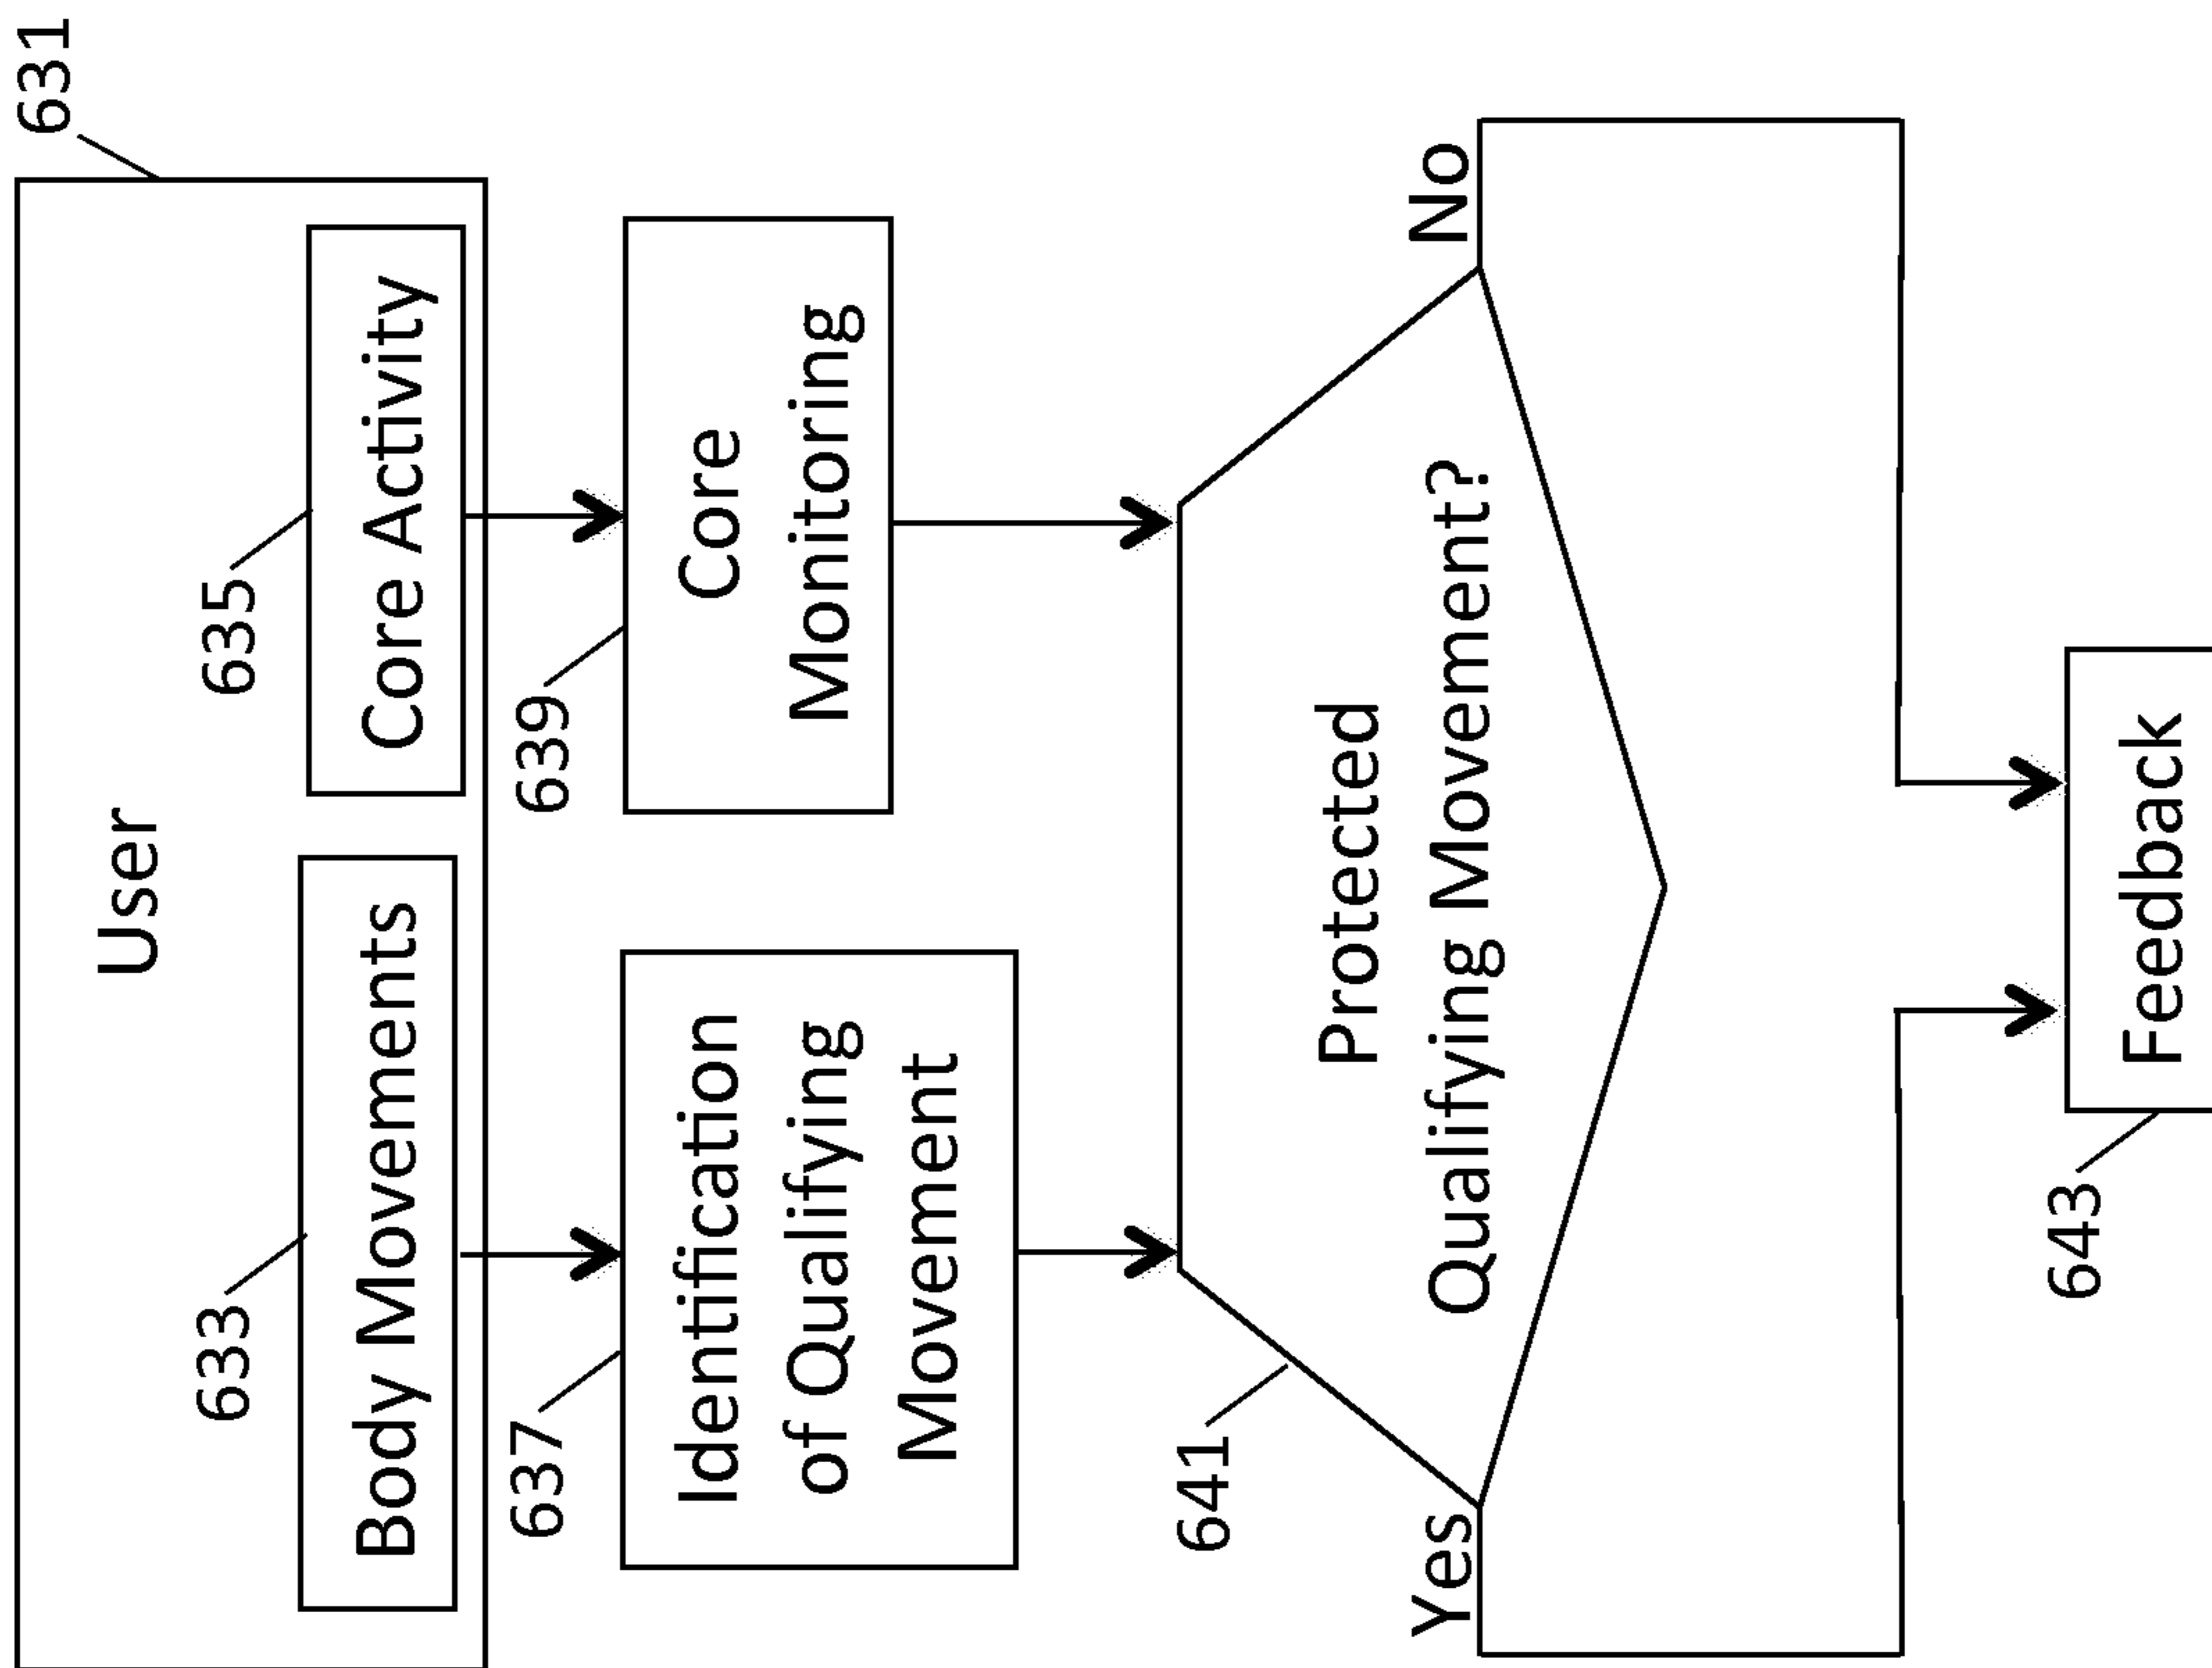 631
User
633
Body Movements
635
Core Activity
637
Identification
of Qualifying
Movement
639
Core
Monitoring
641
Protected
Qualifying Movement?
Yes
No
643
Feedback